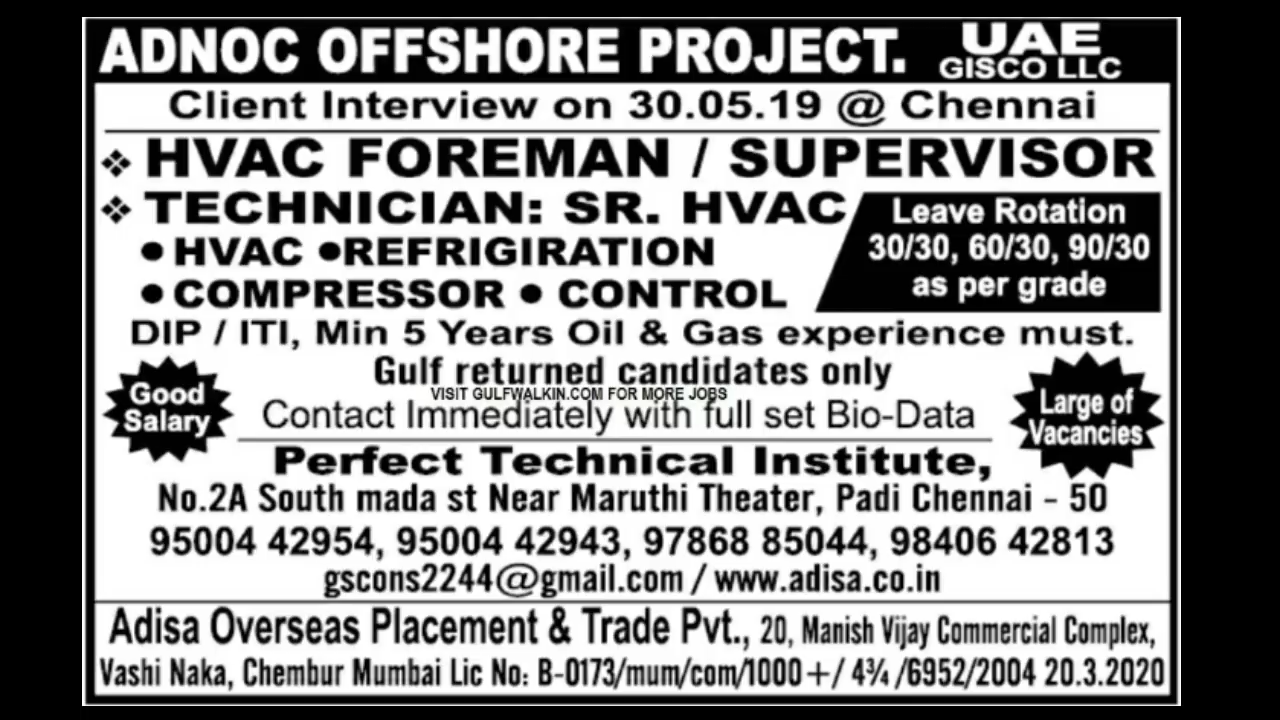 ADNOC OFFSHORE PROJECT. UAE
GISCO LLC
Client Interview on 30.05.19 @ Chennai
❖ HVAC FOREMAN / SUPERVISOR
❖ TECHNICIAN: SR. HVAC
● HVAC ●REFRIGIRATION
● COMPRESSOR ● CONTROL
Leave Rotation
30/30, 60/30, 90/30
as per grade
DIP / ITI, Min 5 Years Oil & Gas experience must.
Good
Salary
Gulf returned candidates only
VISIT GULFWALKIN.COM FOR MORE JOBS
Contact Immediately with full set Bio-Data
Large of
Vacancies
Perfect Technical Institute,
No.2A South mada st Near Maruthi Theater, Padi Chennai - 50
95004 42954, 95004 42943, 97868 85044, 98406 42813
gscons2244@gmail.com / www.adisa.co.in
Adisa Overseas Placement & Trade Pvt., 20, Manish Vijay Commercial Complex,
Vashi Naka, Chembur Mumbai Lic No: B-0173/mum/com/1000 +/ 4¾ /6952/2004 20.3.2020